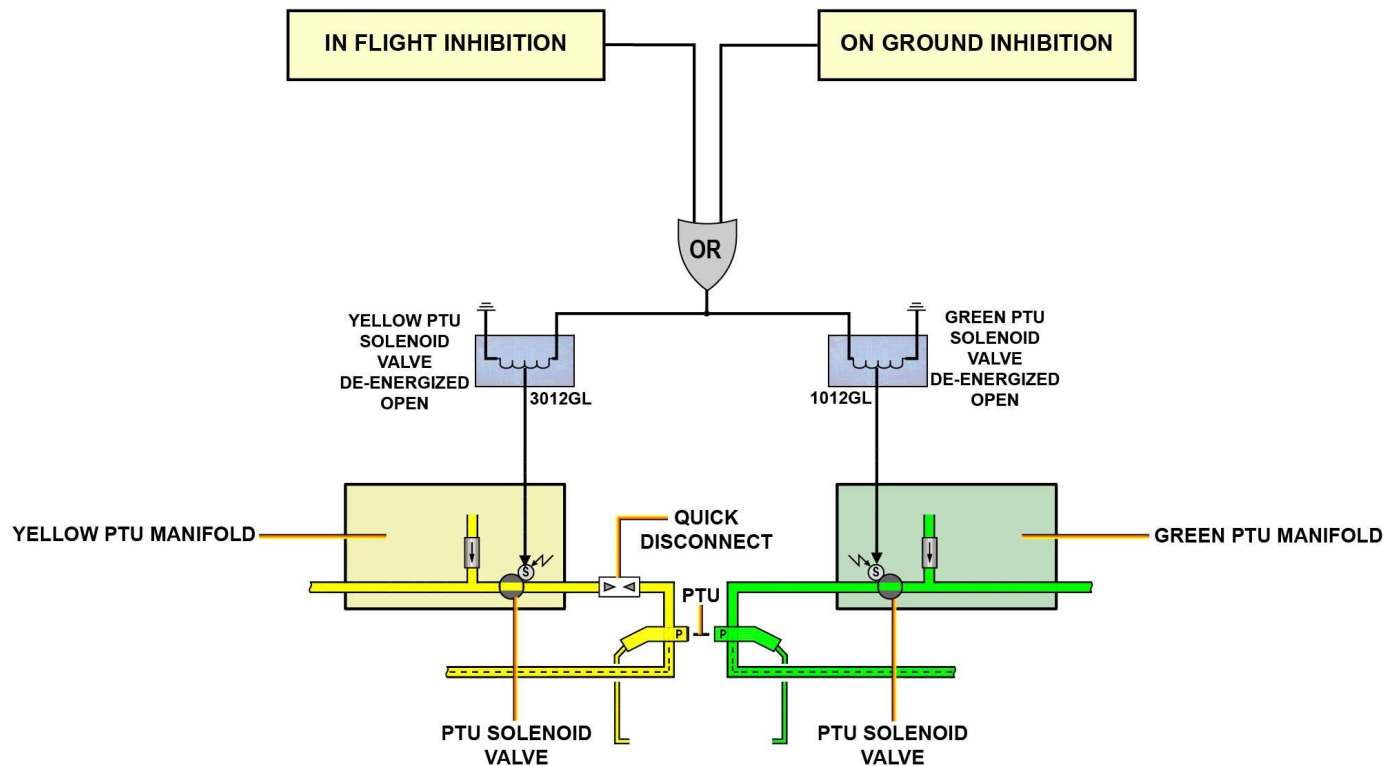 IN FLIGHT INHIBITION
ON GROUND INHIBITION
OR
YELLOW PTU
SOLENOID
VALVE
DE-ENERGIZED
OPEN
3012GL
GREEN PTU
SOLENOID
VALVE
DE-ENERGIZED
OPEN
1012GL
YELLOW PTU MANIFOLD
QUICK
DISCONNECT
GREEN PTU MANIFOLD
S
S
PTU
P
P
PTU SOLENOID
VALVE
PTU SOLENOID
VALVE